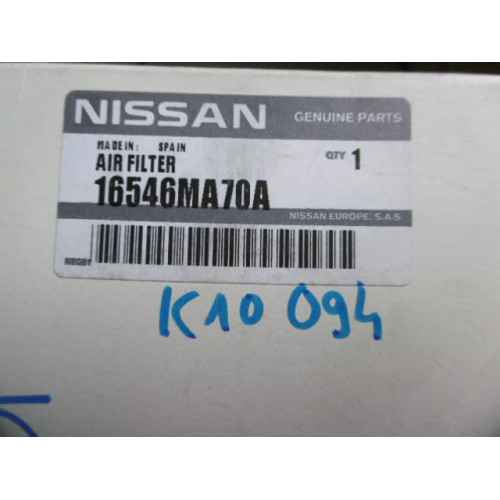 NISSAN GENUINE PARTS
MADE IN: SPAIN
AIR FILTER QTY 1
16546MA70A
NISSAN EUROPE, S.A.S
K10 094